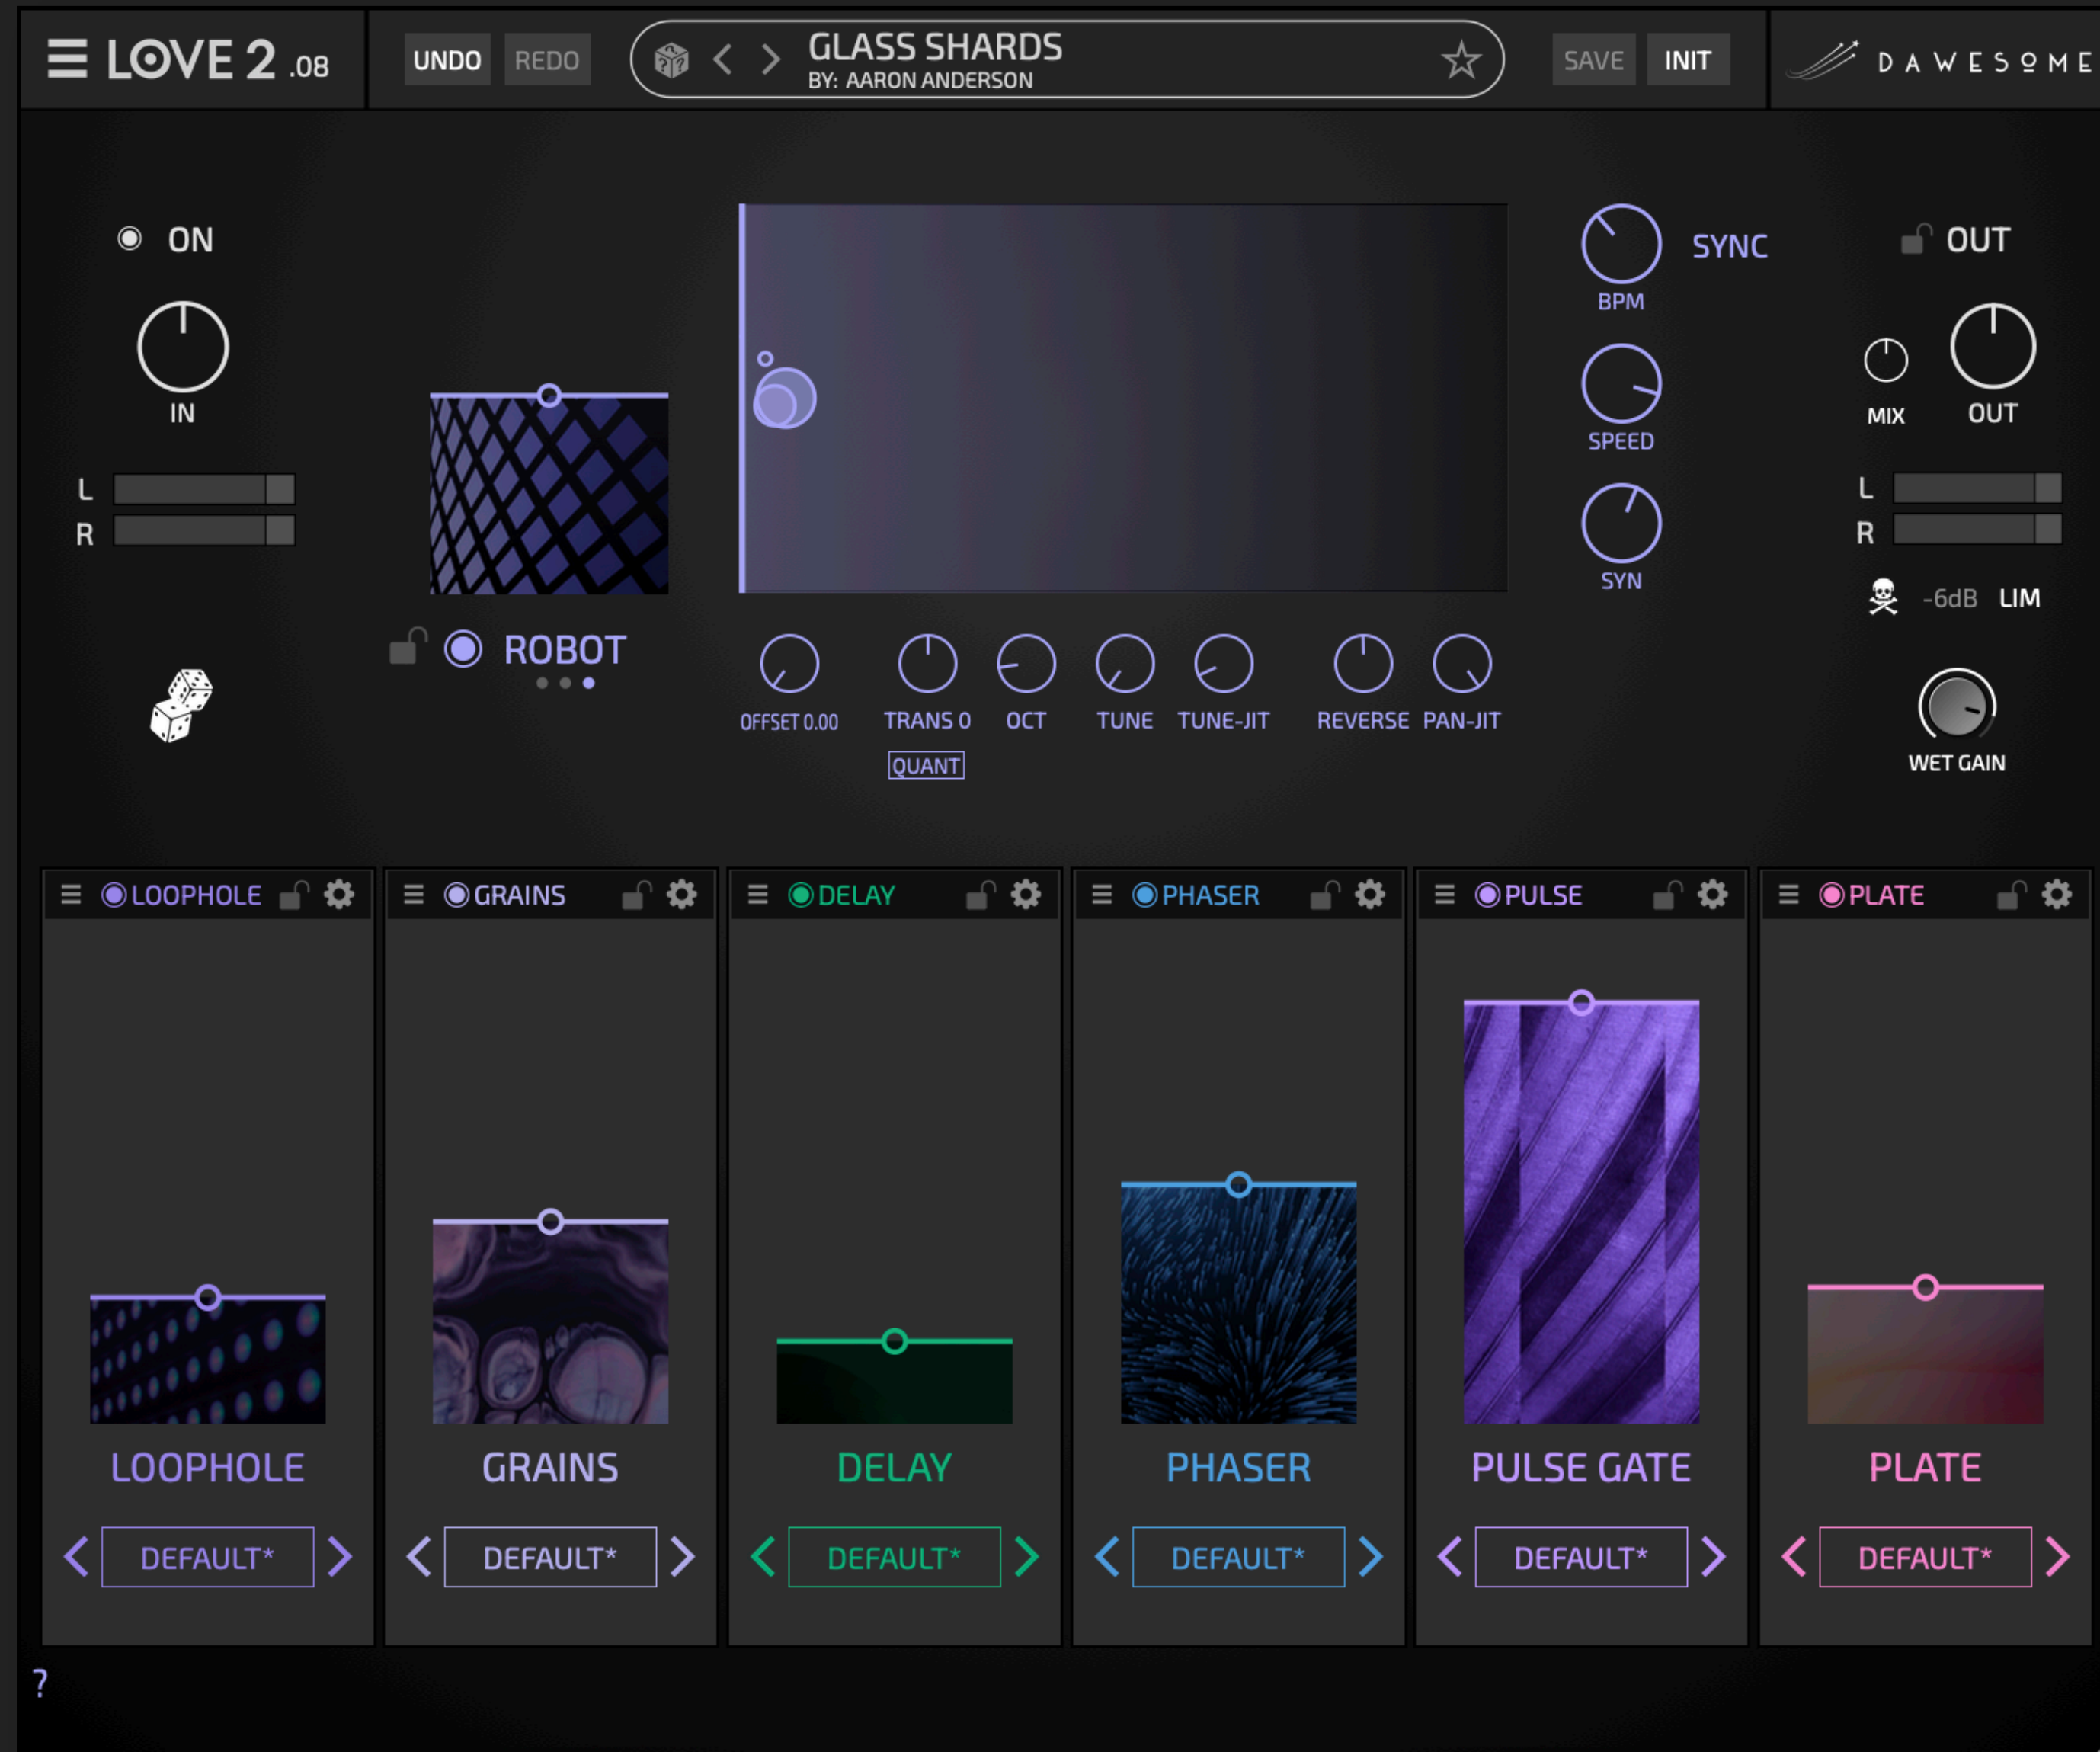 LOVE 2 .08
UNDO
REDO
GLASS SHARDS
BY: AARON ANDERSON
SAVE
INIT
DAWESOME
ON
IN
L
R
ROBOT
OFFSET 0.00
TRANS 0
OCT
TUNE
TUNE-JIT
REVERSE
PAN-JIT
QUANT
BPM
SYNC
SPEED
SYN
OUT
MIX
OUT
L
R
-6dB LIM
WET GAIN
LOOPHOLE
GRAINS
DELAY
PHASER
PULSE
PLATE
LOOPHOLE
GRAINS
DELAY
PHASER
PULSE GATE
PLATE
DEFAULT*
DEFAULT*
DEFAULT*
DEFAULT*
DEFAULT*
DEFAULT*
?